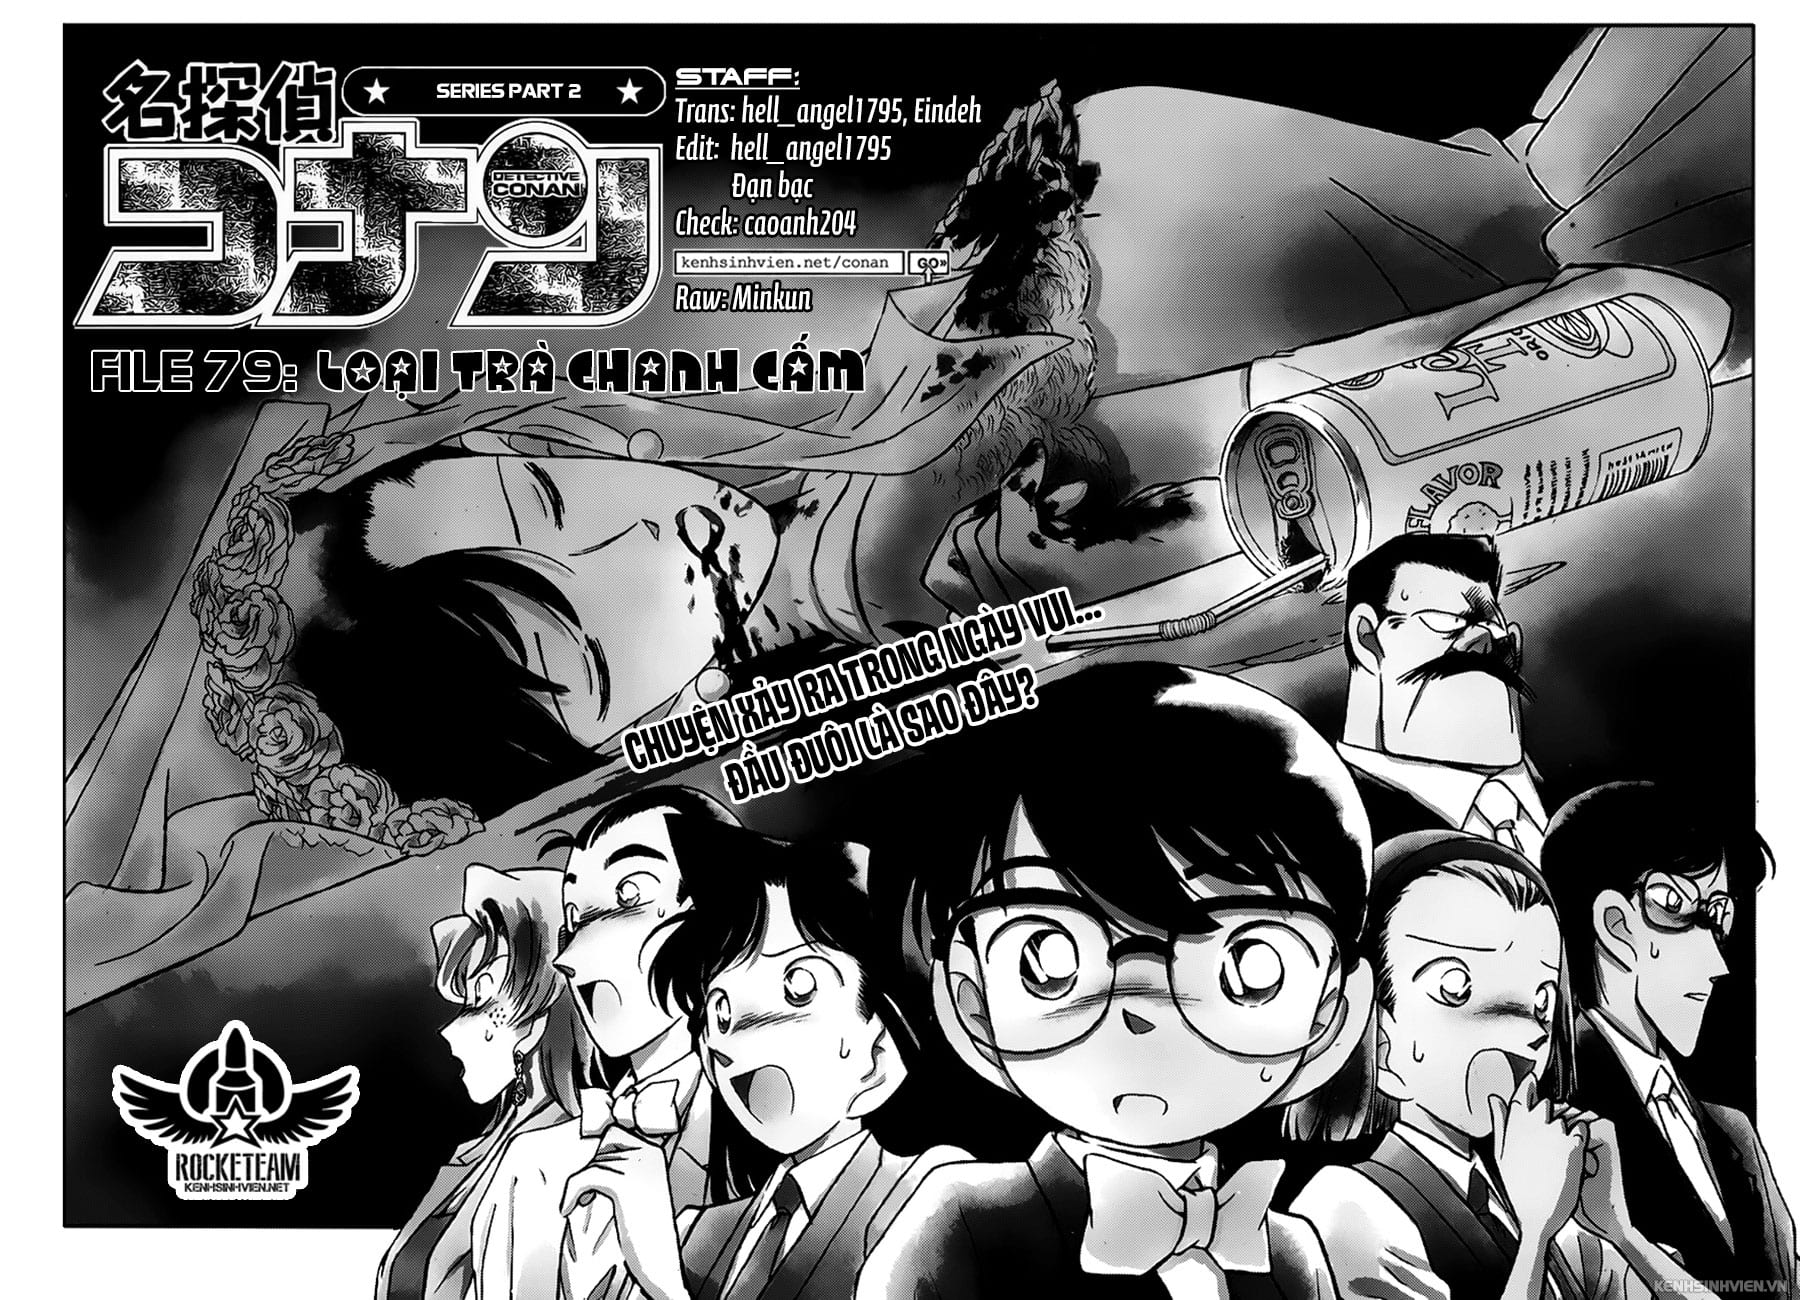 名探偵
SERIES PART 2
コナン
DETECTIVE
CONAN
STAFF:
Trans: hell_angel1795, Eindeh
Edit: hell_angel1795
Đạn bạc
Check: caoanh204
kenhsinhvien.net/conan GO»
Raw: Minkun
FILE 79: LOẠI TRÀ CHANH CẤM
FLAVOR
CHUYỆN XẢY RA TRONG NGÀY VUI...
ĐẦU ĐUÔI LÀ SAO ĐÂY?
ROCKETEAM
KENHSINHVIEN.NET
KENHSINHVIEN.VN